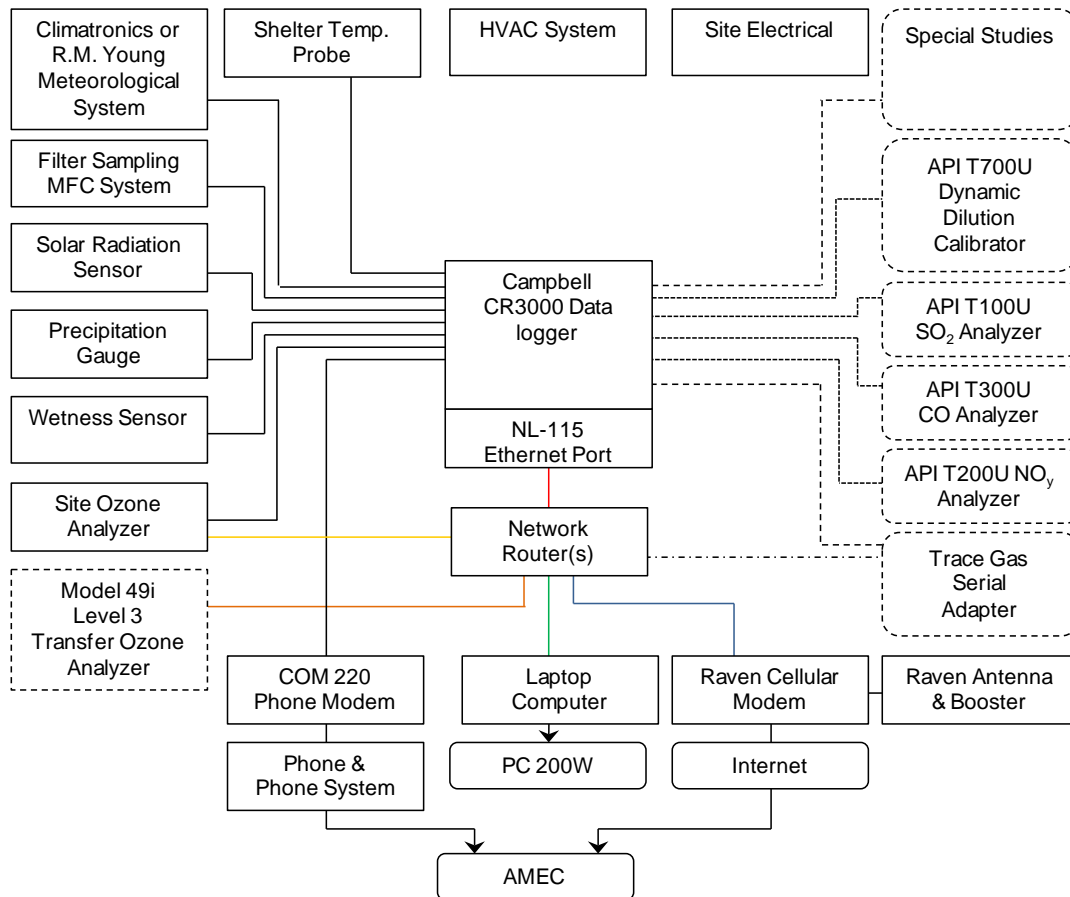 Climatronics or
R.M. Young
Meteorological
System
Shelter Temp.
Probe
HVAC System
Site Electrical
Special Studies
Filter Sampling
MFC System
API T700U
Dynamic
Dilution
Calibrator
Solar Radiation
Sensor
Campbell
CR3000 Data
logger
Precipitation
Gauge
API T100U
SO₂ Analyzer
Wetness Sensor
API T300U
CO Analyzer
NL-115
Ethernet Port
API T200U NOᵧ
Analyzer
Site Ozone
Analyzer
Network
Router(s)
Trace Gas
Serial
Adapter
Model 49i
Level 3
Transfer Ozone
Analyzer
COM 220
Phone Modem
Laptop
Computer
Raven Cellular
Modem
Raven Antenna
& Booster
Phone &
Phone System
PC 200W
Internet
AMEC